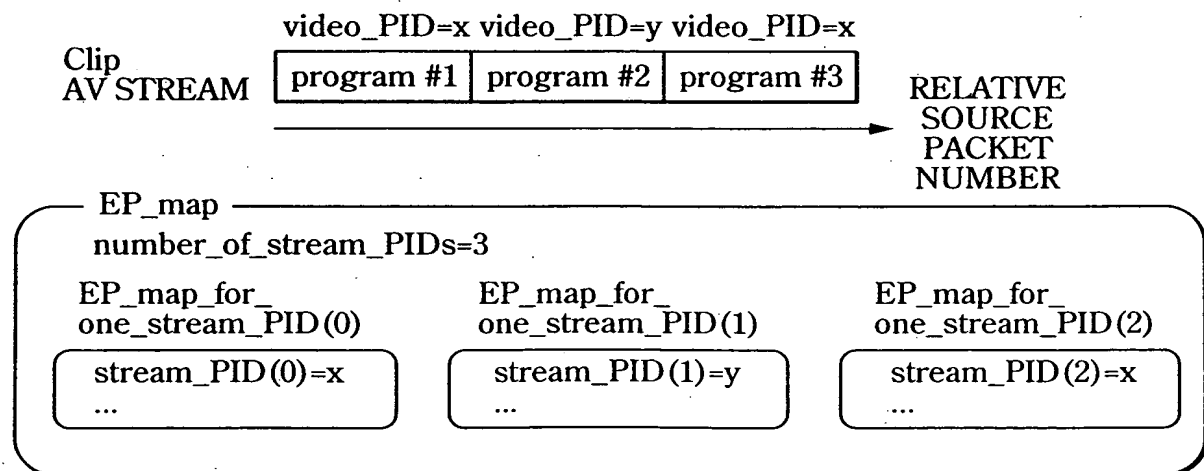 video_PID=x video_PID=y video_PID=x
Clip
AV STREAM
program #1 program #2 program #3
RELATIVE
SOURCE
PACKET
NUMBER
EP_map
number_of_stream_PIDs=3
EP_map_for_
one_stream_PID(0)
stream_PID(0)=x
...
EP_map_for_
one_stream_PID(1)
stream_PID(1)=y
...
EP_map_for_
one_stream_PID(2)
stream_PID(2)=x
...